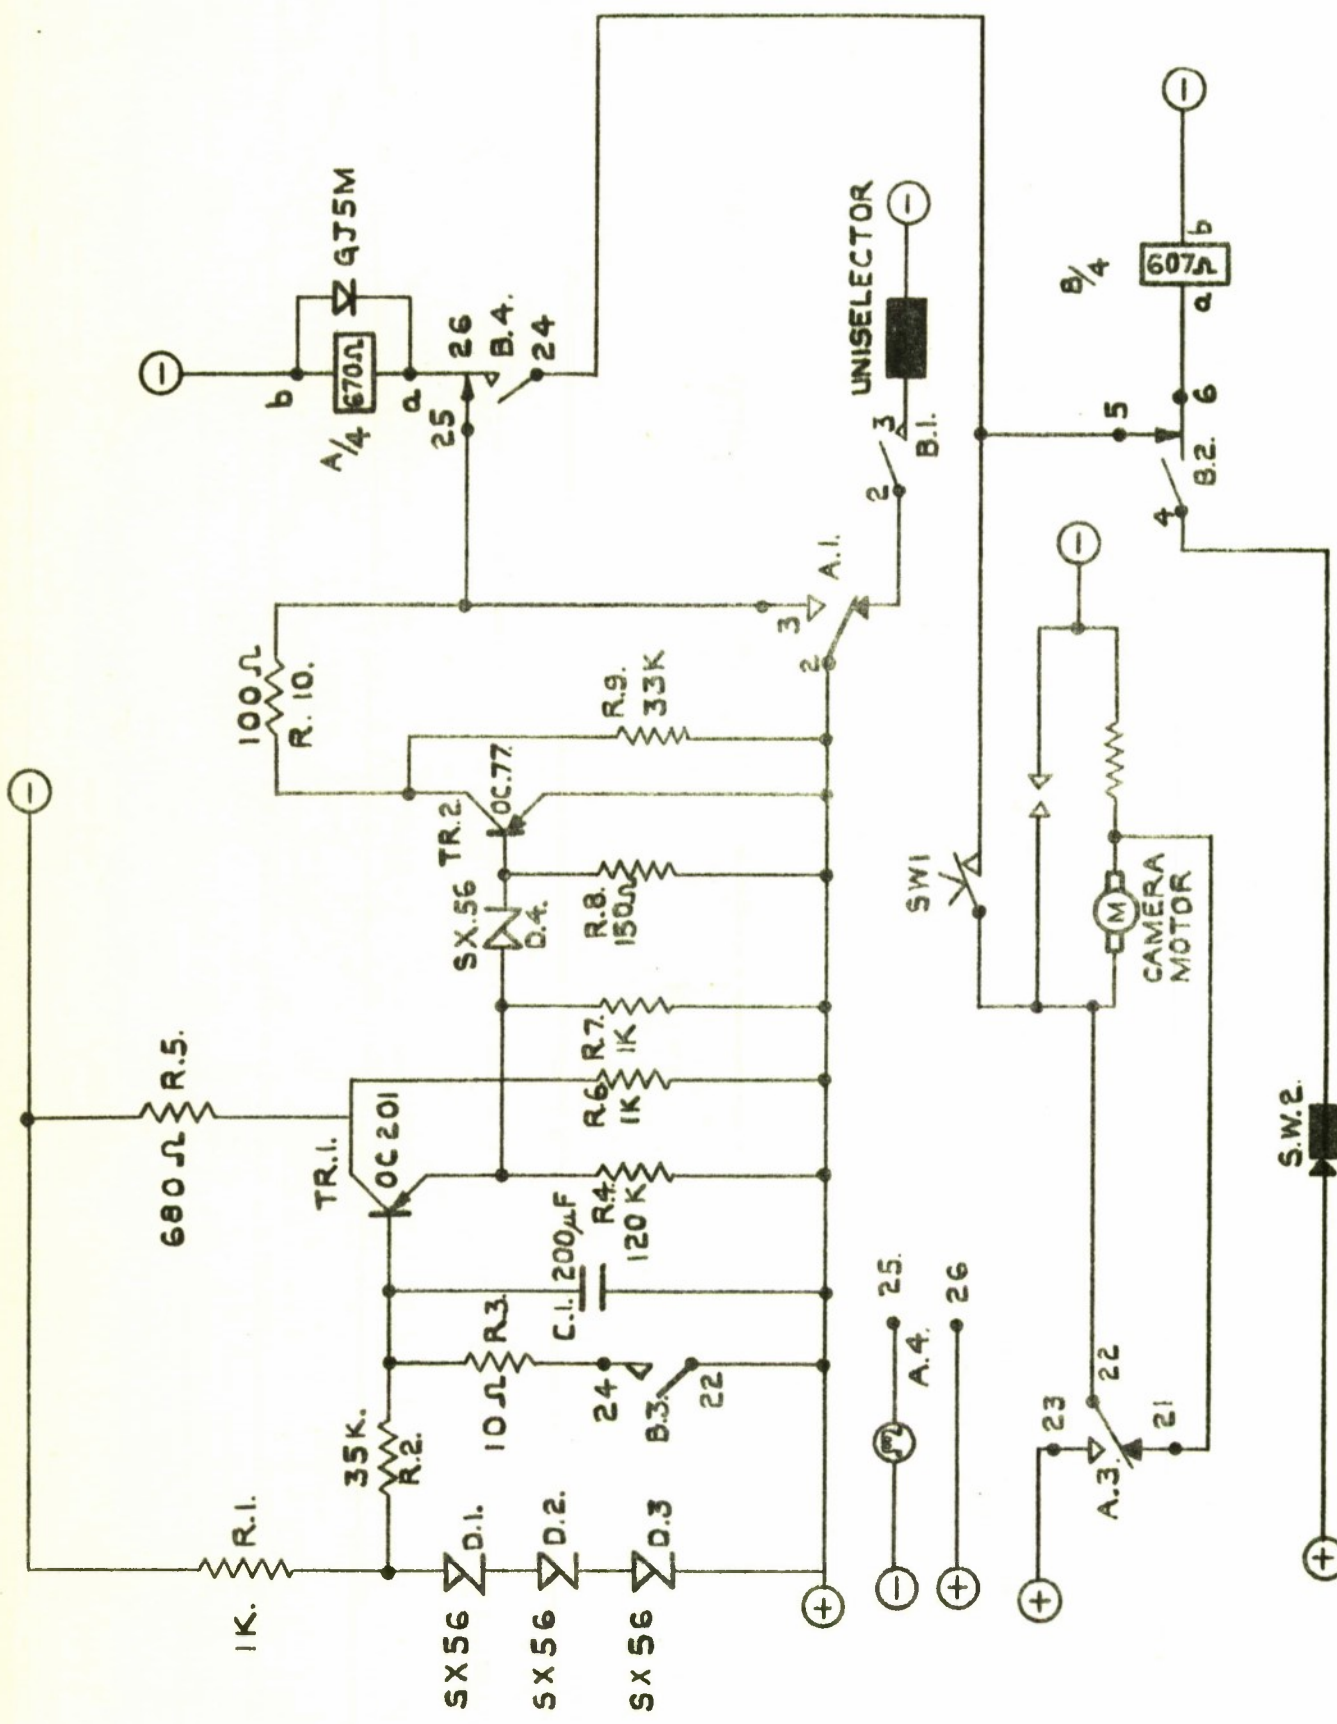 1K.
R.1.
680Ω
R.5.
100Ω
R.10.
b
A/4
670Ω
a
GJ5M
25
26
B.4.
24
35K.
R.2.
TR.1.
OC201
TR.2.
OC.77.
SX.56
D.4.
R.9.
33K
SX56
D.1.
SX56
D.2.
SX56
D.3
10Ω
R.3.
24
B.3.
22
C.1.
200µF
R.4.
120K
R6
1K
R.7.
1K
R.8.
150Ω
3
2
A.1.
2
3
B.1.
UNISELECTOR
25.
A.4.
26
SW1
23
22
21
A.3.
M
CAMERA
MOTOR
5
4
6
B.2.
B/4
a
607Ω
b
S.W.2.